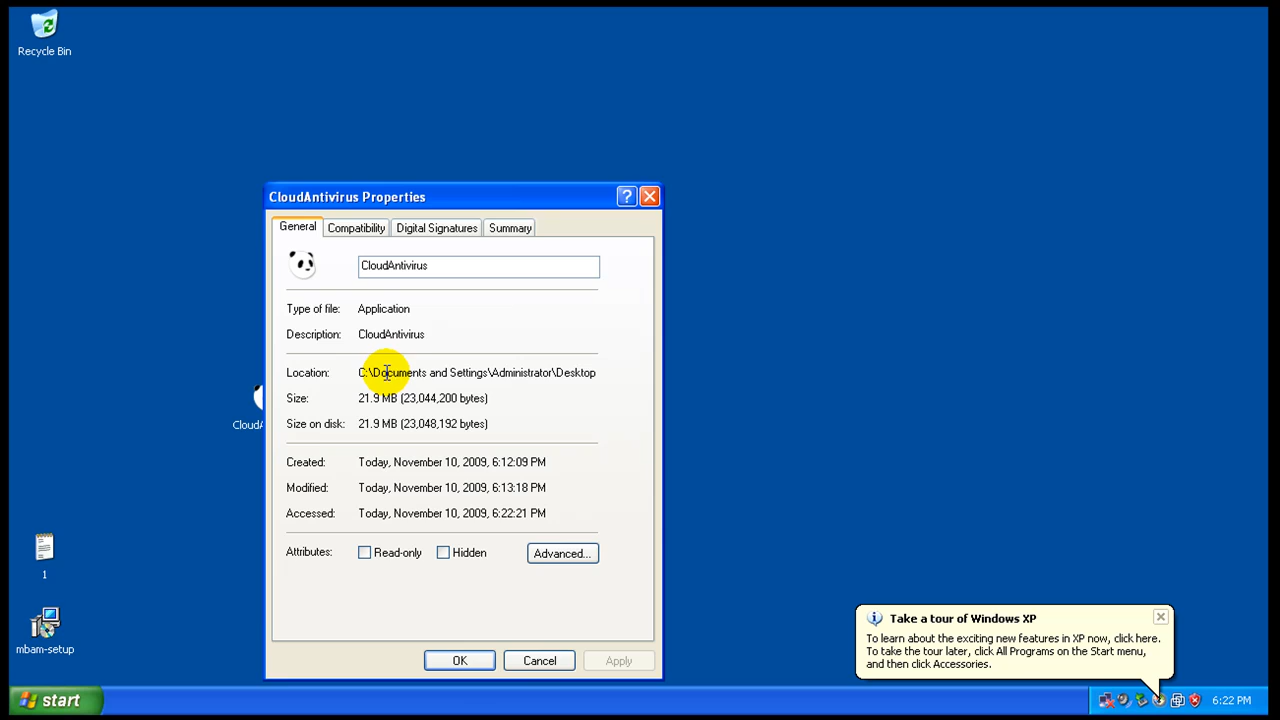 Recycle Bin
CloudAntivirus Properties
General
Compatibility
Digital Signatures
Summary
CloudAntivirus
Type of file: Application
Description: CloudAntivirus
Location: C:\Documents and Settings\Administrator\Desktop
Size: 21.9 MB (23,044,200 bytes)
Size on disk: 21.9 MB (23,048,192 bytes)
Created: Today, November 10, 2009, 6:12:09 PM
Modified: Today, November 10, 2009, 6:13:18 PM
Accessed: Today, November 10, 2009, 6:22:21 PM
Attributes: Read-only Hidden Advanced...
OK Cancel Apply
1
mbam-setup
Take a tour of Windows XP
To learn about the exciting new features in XP now, click here.
To take the tour later, click All Programs on the Start menu,
and then click Accessories.
start
6:22 PM